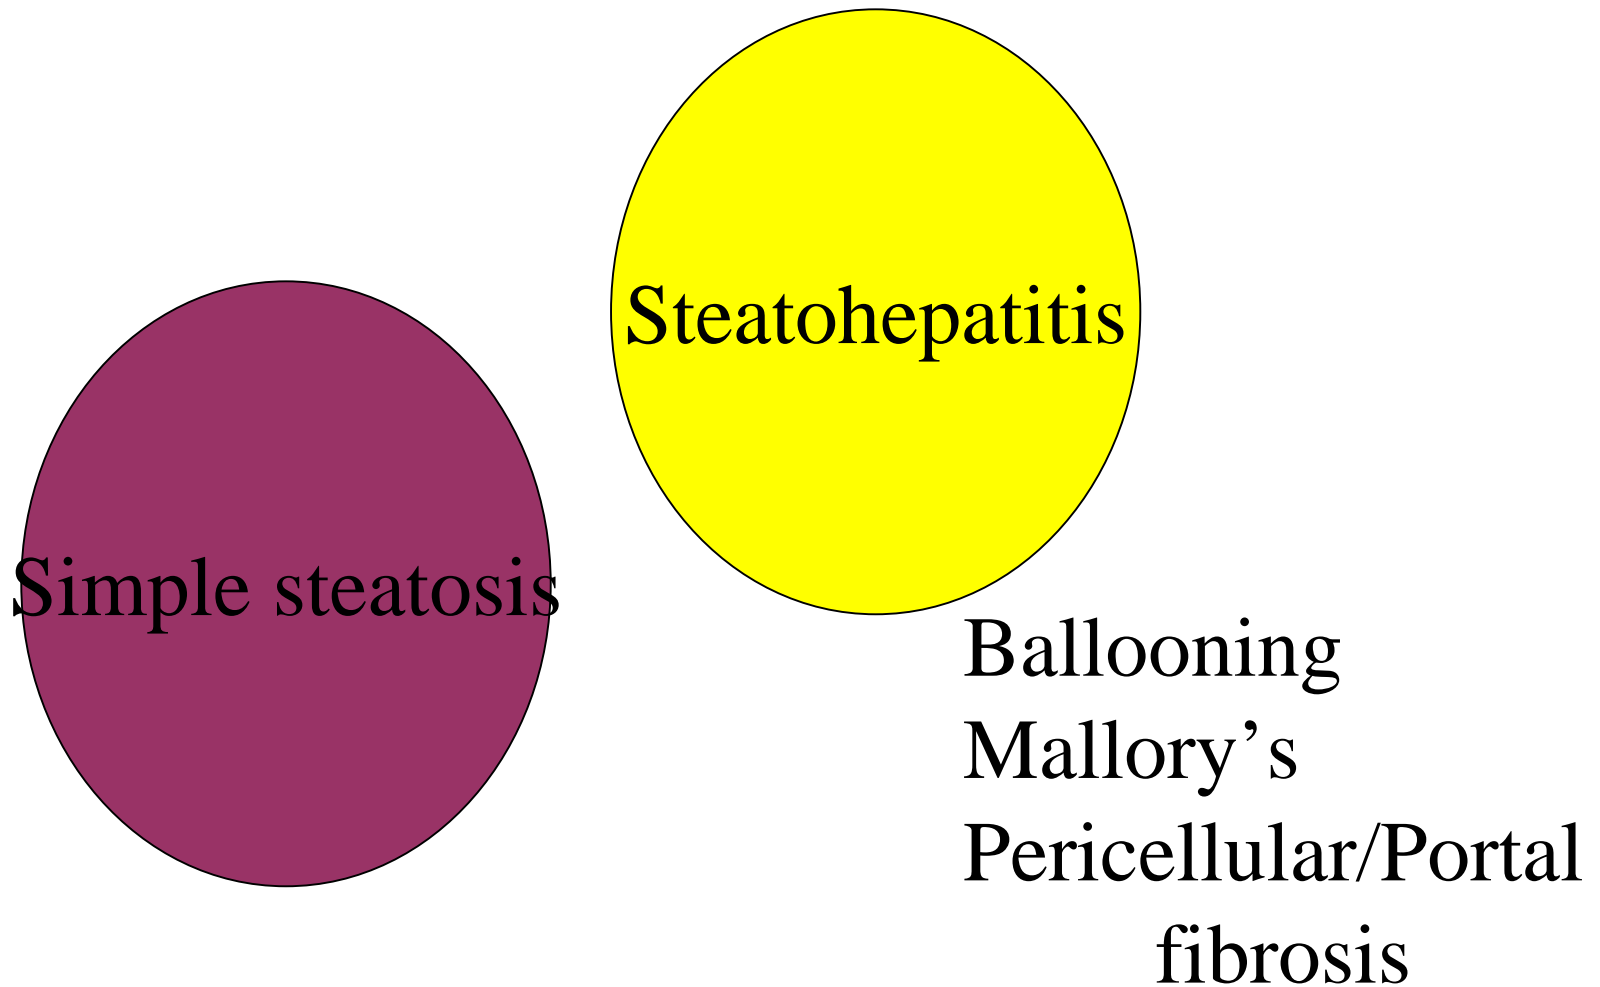 Steatohepatitis
Simple steatosis
Ballooning
Mallory’s
Pericellular/Portal
fibrosis